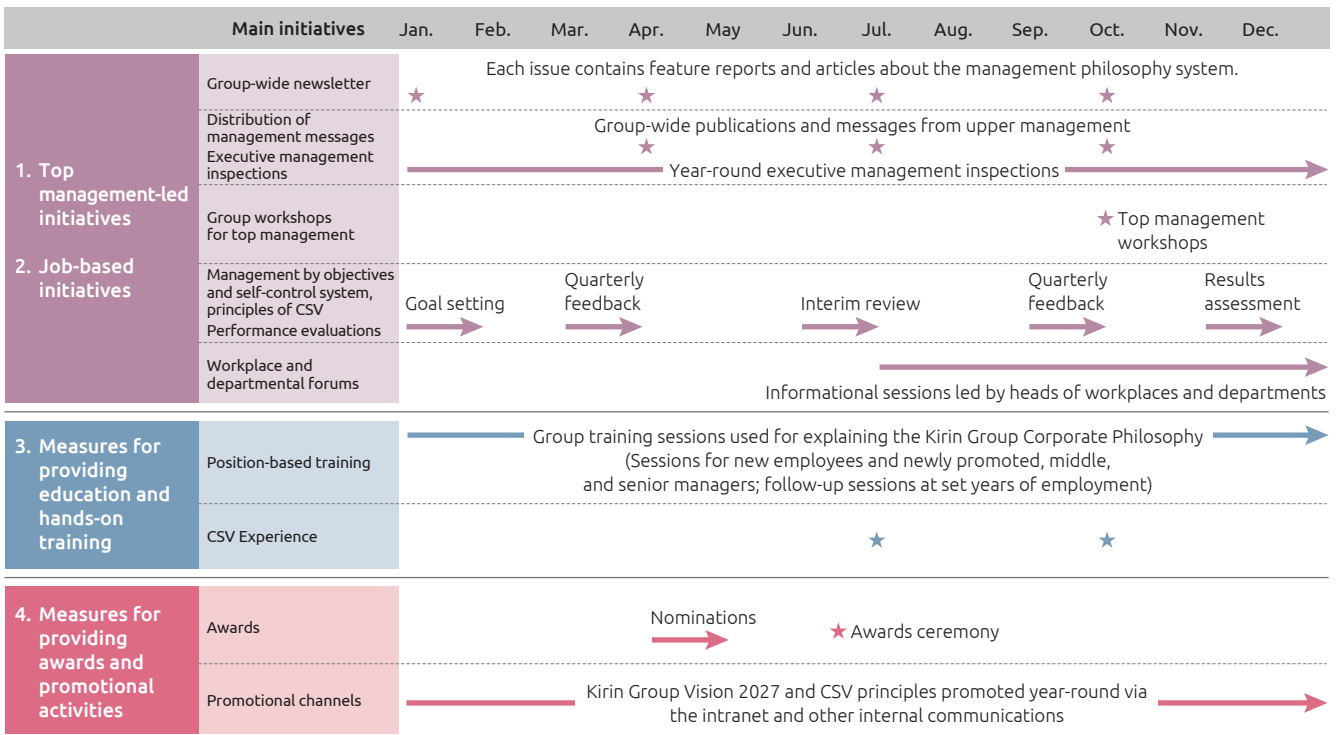 Main initiatives Jan. Feb. Mar. Apr. May Jun. Jul. Aug. Sep. Oct. Nov. Dec.
1. Top
management-led
initiatives
2. Job-based
initiatives
Group-wide newsletter
Each issue contains feature reports and articles about the management philosophy system.
Distribution of
management messages
Group-wide publications and messages from upper management
Executive management
inspections
Year-round executive management inspections
Group workshops
for top management
Top management
workshops
Management by objectives
and self-control system,
principles of CSV
Performance evaluations
Goal setting
Quarterly
feedback
Interim review
Quarterly
feedback
Results
assessment
Workplace and
departmental forums
Informational sessions led by heads of workplaces and departments
3. Measures for
providing
education and
hands-on
training
Position-based training
Group training sessions used for explaining the Kirin Group Corporate Philosophy
(Sessions for new employees and newly promoted, middle,
and senior managers; follow-up sessions at set years of employment)
CSV Experience
4. Measures for
providing
awards and
promotional
activities
Awards
Nominations
Awards ceremony
Promotional channels
Kirin Group Vision 2027 and CSV principles promoted year-round via
the intranet and other internal communications